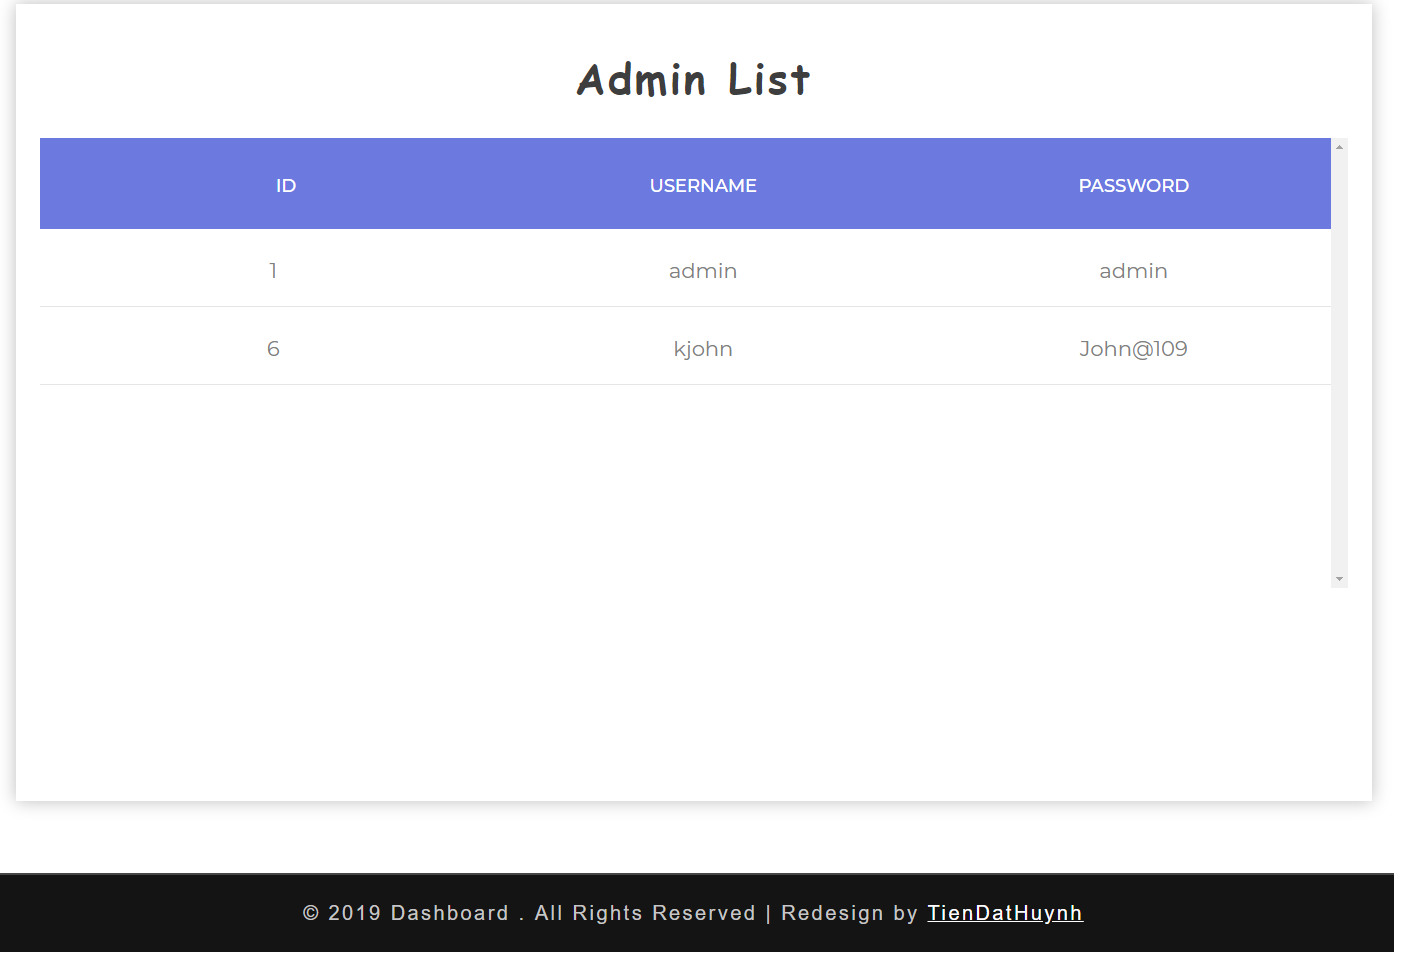 Admin List
ID USERNAME PASSWORD
1 admin admin
6 kjohn John@109
© 2019 Dashboard . All Rights Reserved | Redesign by TienDatHuynh